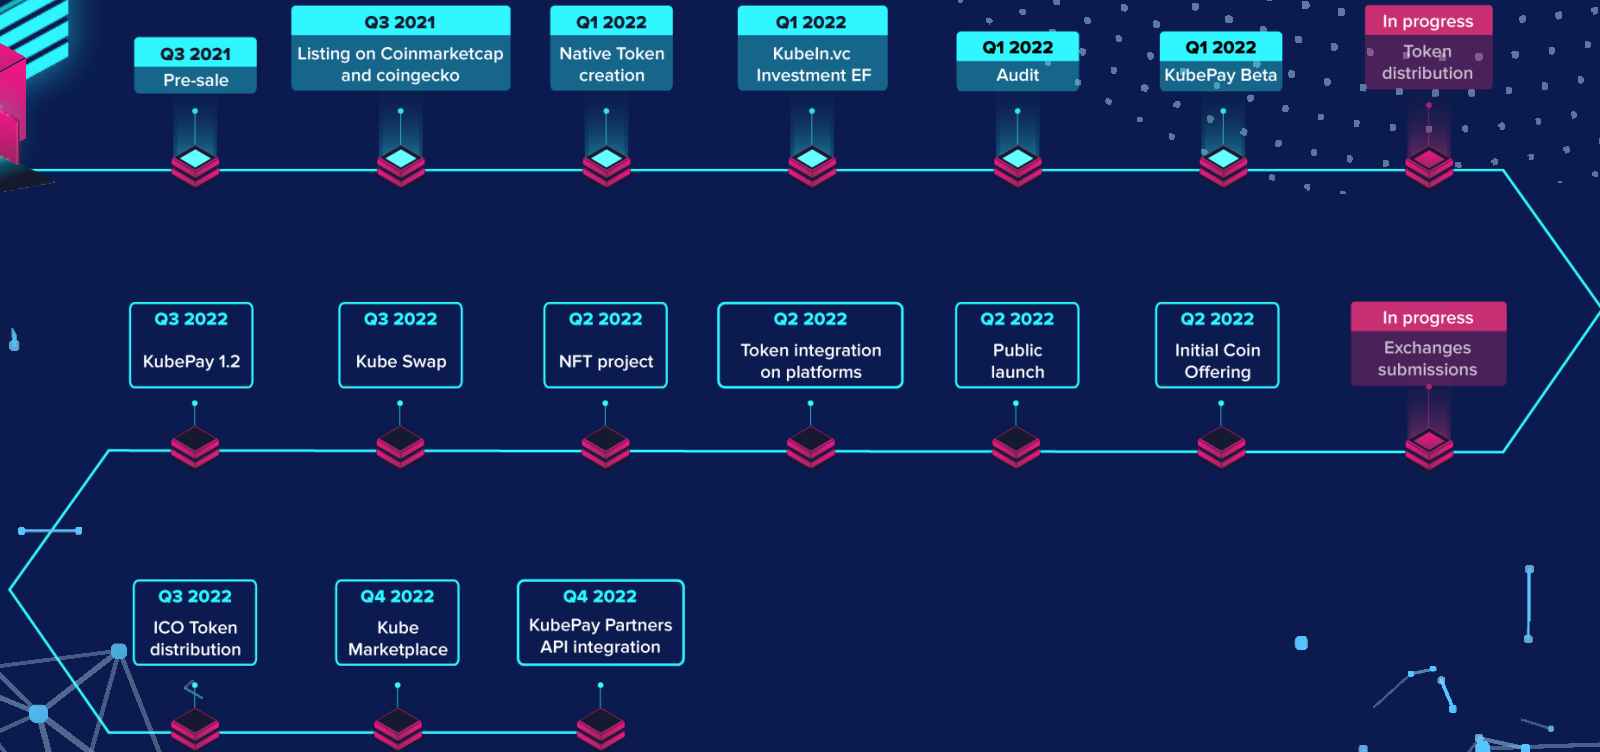 Q3 2021
Pre-sale
Q3 2021
Listing on Coinmarketcap
and coingecko
Q1 2022
Native Token
creation
Q1 2022
KubeIn.vc
Investment EF
Q1 2022
Audit
Q1 2022
KubePay Beta
In progress
Token
distribution
Q3 2022
KubePay 1.2
Q3 2022
Kube Swap
Q2 2022
NFT project
Q2 2022
Token integration
on platforms
Q2 2022
Public
launch
Q2 2022
Initial Coin
Offering
In progress
Exchanges
submissions
Q3 2022
ICO Token
distribution
Q4 2022
Kube
Marketplace
Q4 2022
KubePay Partners
API integration